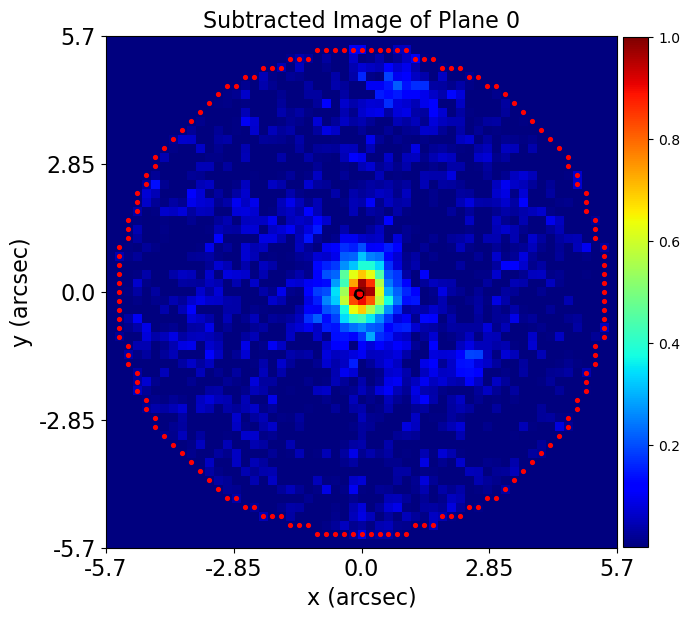 Subtracted Image of Plane 0
5.7
2.85
0.0
-2.85
-5.7
y (arcsec)
-5.7 -2.85 0.0 2.85 5.7
x (arcsec)
1.0
0.8
0.6
0.4
0.2